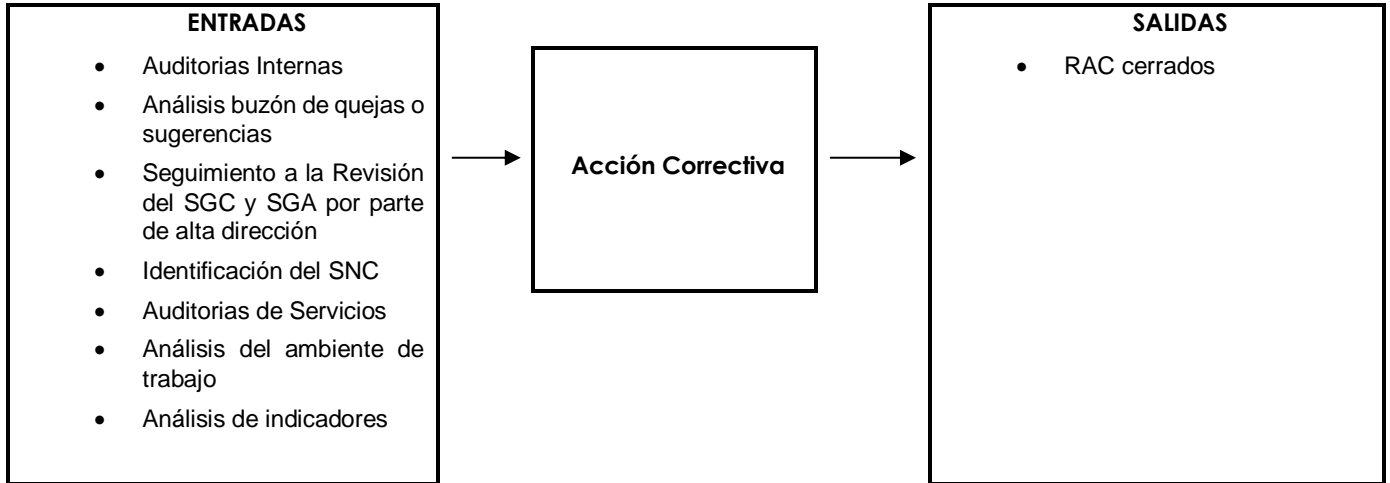 ENTRADAS
• Auditorias Internas
• Análisis buzón de quejas o
sugerencias
• Seguimiento a la Revisión
del SGC y SGA por parte
de alta dirección
• Identificación del SNC
• Auditorias de Servicios
• Análisis del ambiente de
trabajo
• Análisis de indicadores
Acción Correctiva
SALIDAS
• RAC cerrados